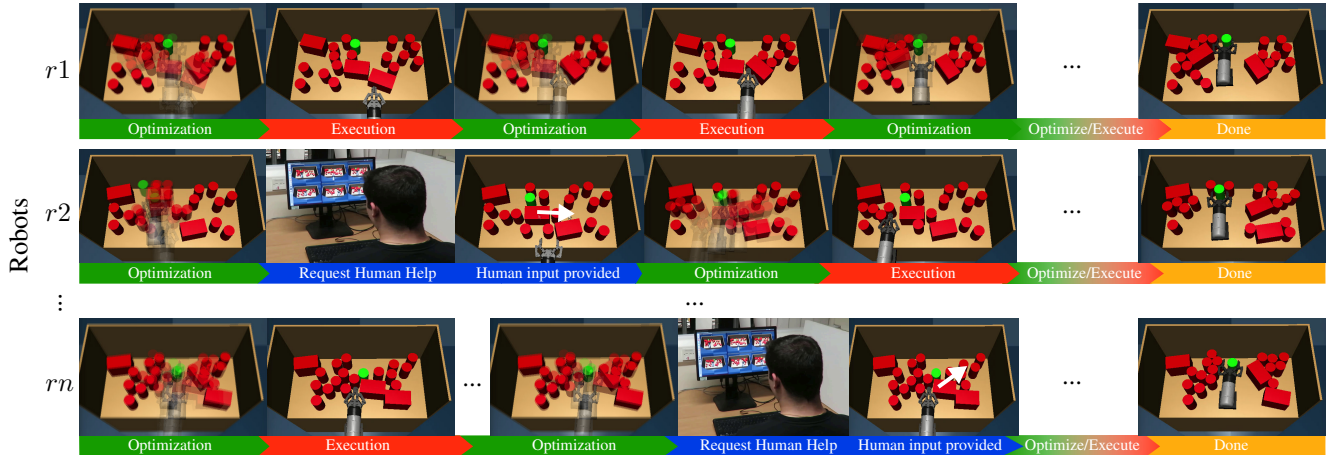 Robots
r1
...
Optimization
Execution
Optimization
Execution
Optimization
Optimize/Execute
Done
r2
...
Optimization
Request Human Help
Human input provided
Optimization
Execution
Optimize/Execute
Done
⋮
...
rn
...
...
Optimization
Execution
Optimization
Request Human Help
Human input provided
Optimize/Execute
Done